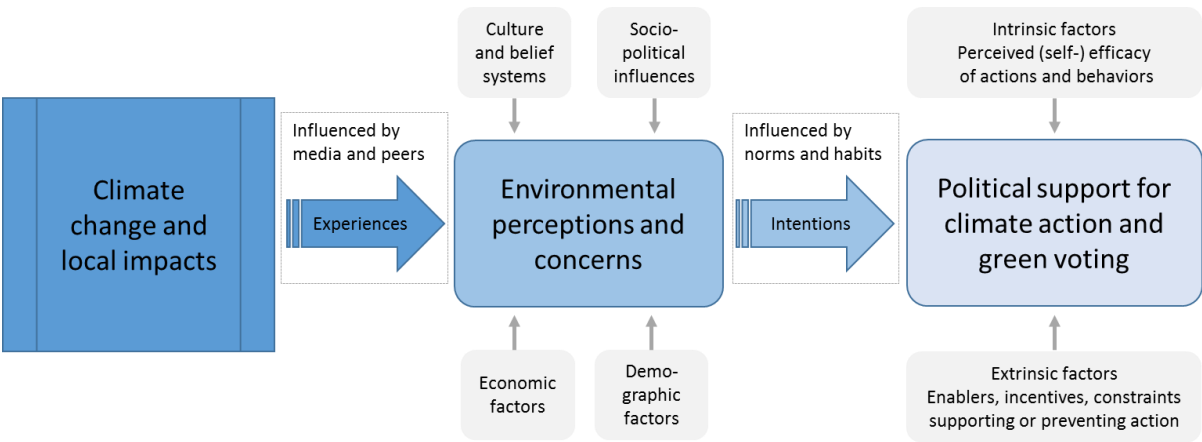 Climate
change and
local impacts
Influenced by
media and peers
Experiences
Culture
and belief
systems
Socio-
political
influences
Environmental
perceptions and
concerns
Economic
factors
Demo-
graphic
factors
Influenced by
norms and habits
Intentions
Intrinsic factors
Perceived (self-) efficacy
of actions and behaviors
Political support for
climate action and
green voting
Extrinsic factors
Enablers, incentives, constraints
supporting or preventing action